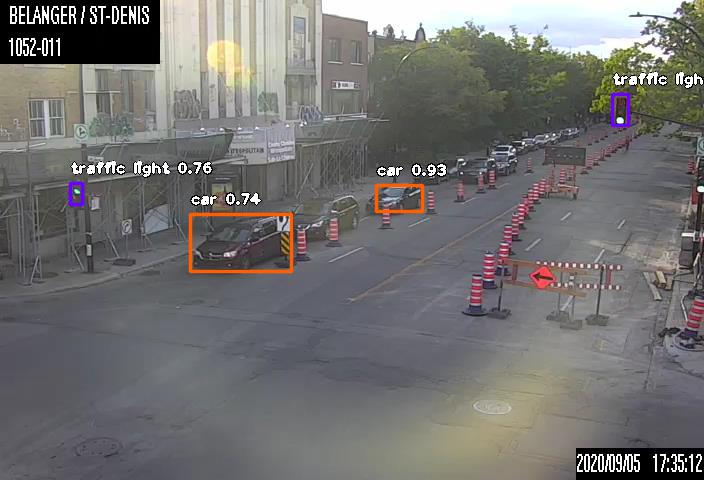 BELANGER / ST-DENIS
1052-011
traffic ligh
traffic light 0.76
car 0.93
car 0.74
2020/09/05 17:35:12